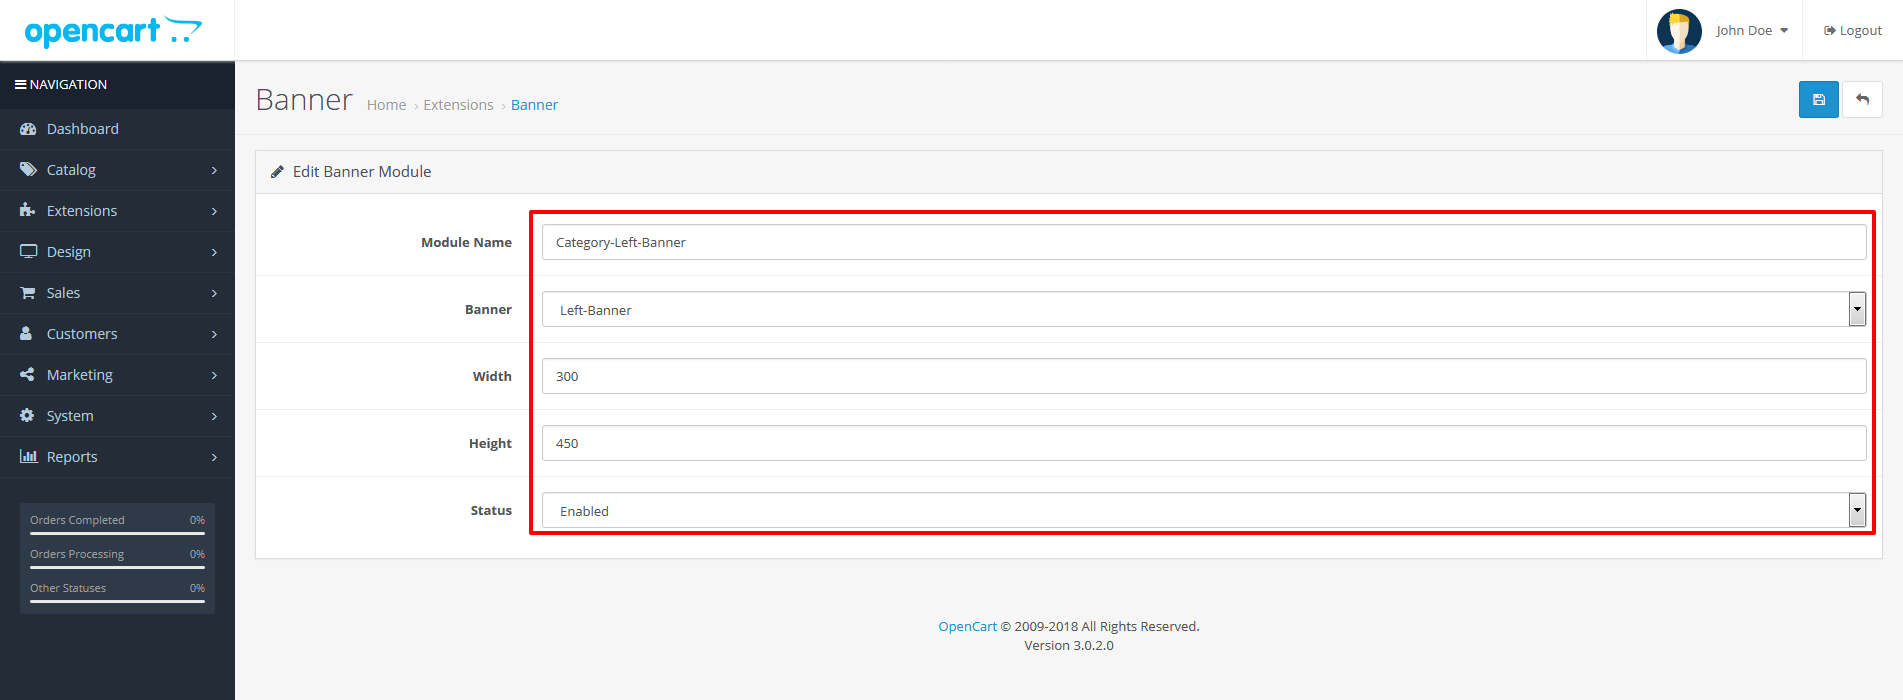 opencart
John Doe
Logout
NAVIGATION
Dashboard
Catalog
Extensions
Design
Sales
Customers
Marketing
System
Reports
Orders Completed 0%
Orders Processing 0%
Other Statuses 0%
Banner Home › Extensions › Banner
Edit Banner Module
Module Name Category-Left-Banner
Banner Left-Banner
Width 300
Height 450
Status Enabled
OpenCart © 2009-2018 All Rights Reserved.
Version 3.0.2.0